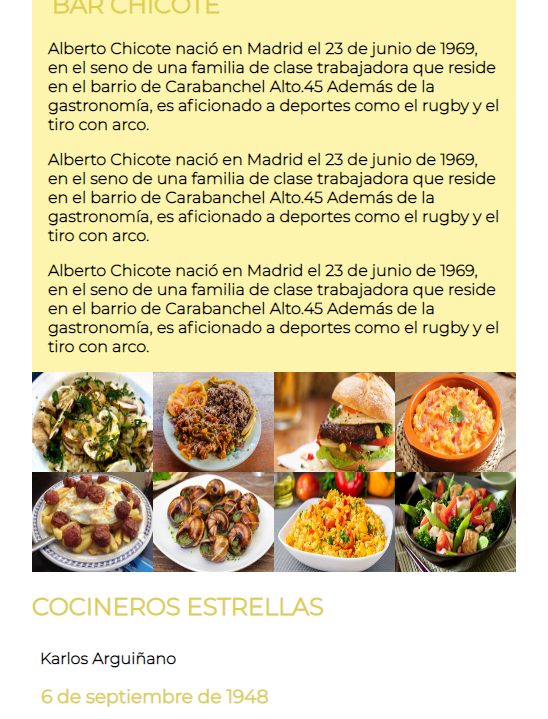 BAR CHICOTE
Alberto Chicote nació en Madrid el 23 de junio de 1969,
en el seno de una familia de clase trabajadora que reside
en el barrio de Carabanchel Alto.45 Además de la
gastronomía, es aficionado a deportes como el rugby y el
tiro con arco.
Alberto Chicote nació en Madrid el 23 de junio de 1969,
en el seno de una familia de clase trabajadora que reside
en el barrio de Carabanchel Alto.45 Además de la
gastronomía, es aficionado a deportes como el rugby y el
tiro con arco.
Alberto Chicote nació en Madrid el 23 de junio de 1969,
en el seno de una familia de clase trabajadora que reside
en el barrio de Carabanchel Alto.45 Además de la
gastronomía, es aficionado a deportes como el rugby y el
tiro con arco.
COCINEROS ESTRELLAS
Karlos Arguiñano
6 de septiembre de 1948